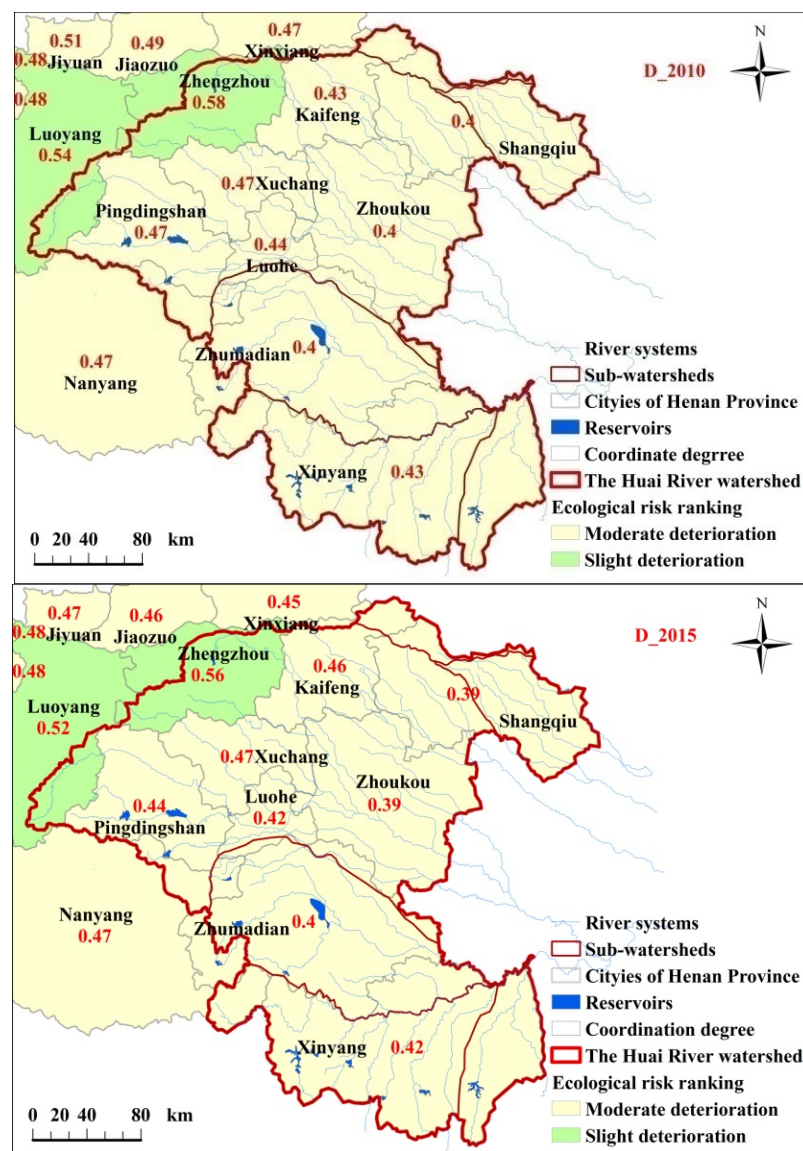 0.47
0.51
0.49
Xinxiang
N
0.48
Jiyuan
Jiaozuo
Zhengzhou
D_2010
0.48
0.58
0.43
Kaifeng
0.4
Luoyang
Shangqiu
0.54
0.47
Xuchang
Zhoukou
Pingdingshan
0.47
0.4
0.44
Luohe
Zhumadian
0.4
0.47
Nanyang
Xinyang
0.43
River systems
Sub-watersheds
Cityies of Henan Province
Reservoirs
Coordinate degrree
The Huai River watershed
Ecological risk ranking
Moderate deterioration
Slight deterioration
0 20 40 80 km
0.45
0.47
0.46
Xinxiang
N
0.48
Jiyuan
Jiaozuo
Zhengzhou
D_2015
0.48
0.56
0.46
Kaifeng
0.39
Luoyang
Shangqiu
0.52
0.47
Xuchang
Zhoukou
0.39
Luohe
0.42
0.44
Pingdingshan
Nanyang
0.47
Zhumadian
0.4
Xinyang
0.42
River systems
Sub-watersheds
Cityies of Henan Province
Reservoirs
Coordination degree
The Huai River watershed
Ecological risk ranking
Moderate deterioration
Slight deterioration
0 20 40 80 km